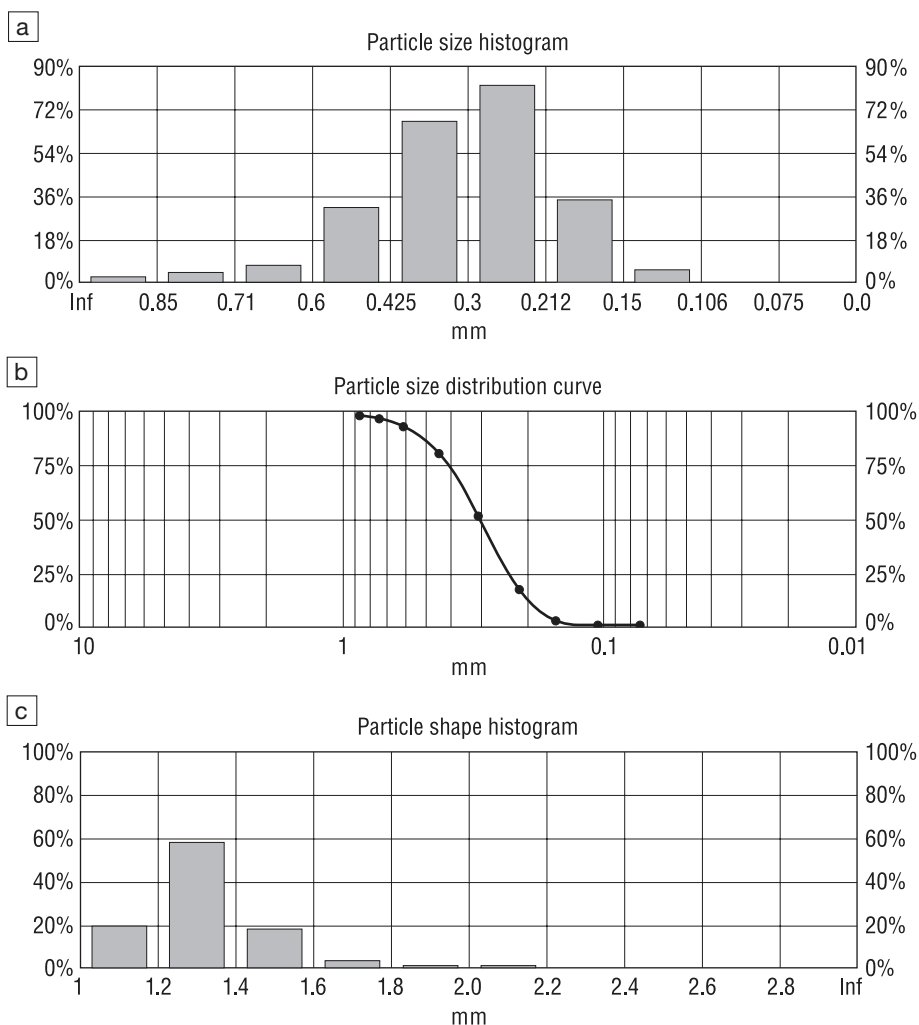 a
Particle size histogram
90% 90%
72% 72%
54% 54%
36% 36%
18% 18%
0% 0%
Inf 0.85 0.71 0.6 0.425 0.3 0.212 0.15 0.106 0.075 0.0
mm
b
Particle size distribution curve
100% 100%
75% 75%
50% 50%
25% 25%
0% 0%
10 1 0.1 0.01
mm
c
Particle shape histogram
100% 100%
80% 80%
60% 60%
40% 40%
20% 20%
0% 0%
1 1.2 1.4 1.6 1.8 2.0 2.2 2.4 2.6 2.8 Inf
mm